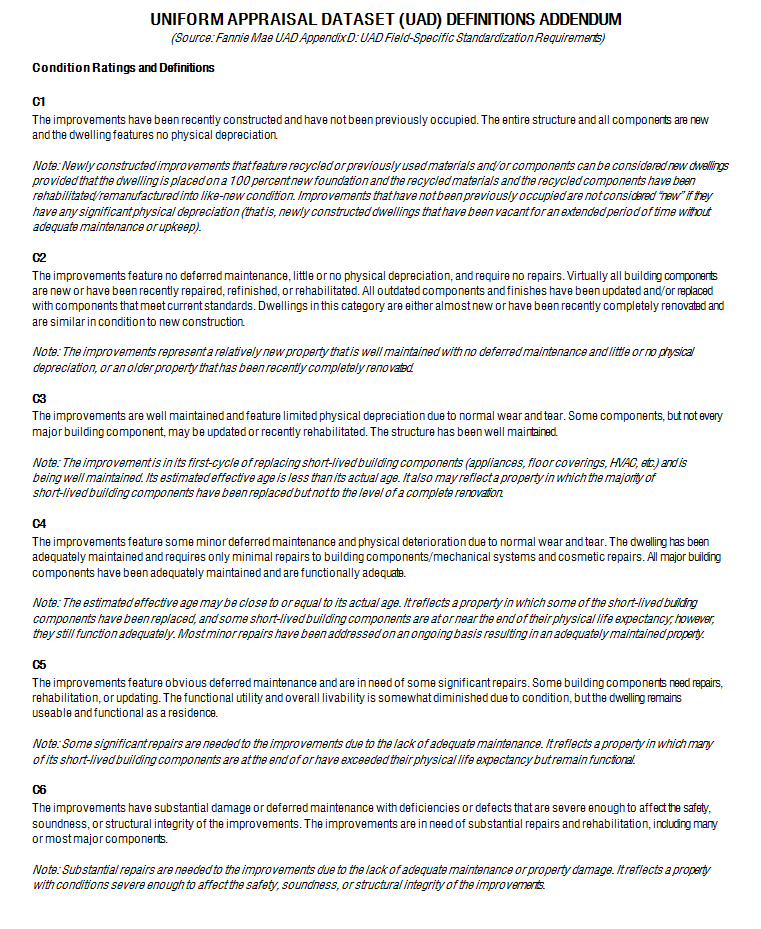 UNIFORM APPRAISAL DATASET (UAD) DEFINITIONS ADDENDUM
(Source: Fannie Mae UAD Appendix D: UAD Field-Specific Standardization Requirements)
Condition Ratings and Definitions
C1
The improvements have been recently constructed and have not been previously occupied. The entire structure and all components are new
and the dwelling features no physical depreciation.
Note: Newly constructed improvements that feature recycled or previously used materials and/or components can be considered new dwellings
provided that the dwelling is placed on a 100 percent new foundation and the recycled materials and the recycled components have been
rehabilitated/remanufactured into like-new condition. Improvements that have not been previously occupied are not considered “new” if they
have any significant physical depreciation (that is, newly constructed dwellings that have been vacant for an extended period of time without
adequate maintenance or upkeep).
C2
The improvements feature no deferred maintenance, little or no physical depreciation, and require no repairs. Virtually all building components
are new or have been recently repaired, refinished, or rehabilitated. All outdated components and finishes have been updated and/or replaced
with components that meet current standards. Dwellings in this category are either almost new or have been recently completely renovated and
are similar in condition to new construction.
Note: The improvements represent a relatively new property that is well maintained with no deferred maintenance and little or no physical
depreciation, or an older property that has been recently completely renovated.
C3
The improvements are well maintained and feature limited physical depreciation due to normal wear and tear. Some components, but not every
major building component, may be updated or recently rehabilitated. The structure has been well maintained.
Note: The improvement is in its first-cycle of replacing short-lived building components (appliances, floor coverings, HVAC, etc.) and is
being well maintained. Its estimated effective age is less than its actual age. It also may reflect a property in which the majority of
short-lived building components have been replaced but not to the level of a complete renovation.
C4
The improvements feature some minor deferred maintenance and physical deterioration due to normal wear and tear. The dwelling has been
adequately maintained and requires only minimal repairs to building components/mechanical systems and cosmetic repairs. All major building
components have been adequately maintained and are functionally adequate.
Note: The estimated effective age may be close to or equal to its actual age. It reflects a property in which some of the short-lived building
components have been replaced, and some short-lived building components are at or near the end of their physical life expectancy; however,
they still function adequately. Most minor repairs have been addressed on an ongoing basis resulting in an adequately maintained property.
C5
The improvements feature obvious deferred maintenance and are in need of some significant repairs. Some building components need repairs,
rehabilitation, or updating. The functional utility and overall livability is somewhat diminished due to condition, but the dwelling remains
useable and functional as a residence.
Note: Some significant repairs are needed to the improvements due to the lack of adequate maintenance. It reflects a property in which many
of its short-lived building components are at the end of or have exceeded their physical life expectancy but remain functional.
C6
The improvements have substantial damage or deferred maintenance with deficiencies or defects that are severe enough to affect the safety,
soundness, or structural integrity of the improvements. The improvements are in need of substantial repairs and rehabilitation, including many
or most major components.
Note: Substantial repairs are needed to the improvements due to the lack of adequate maintenance or property damage. It reflects a property
with conditions severe enough to affect the safety, soundness, or structural integrity of the improvements.